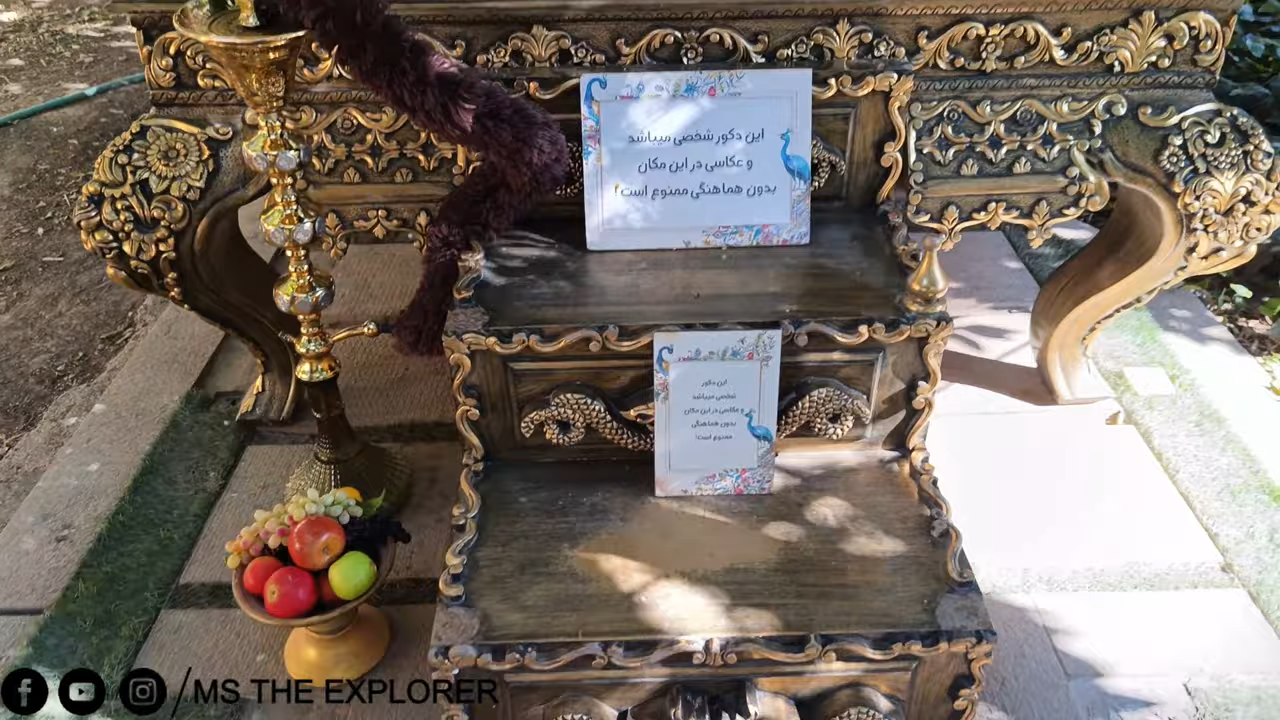 این دکور شخصی میباشد
و عکاسی در این مکان
بدون هماهنگی ممنوع است!
این دکور
شخصی میباشد
و عکاسی در این مکان
بدون هماهنگی
ممنوع است!
/MS THE EXPLORER